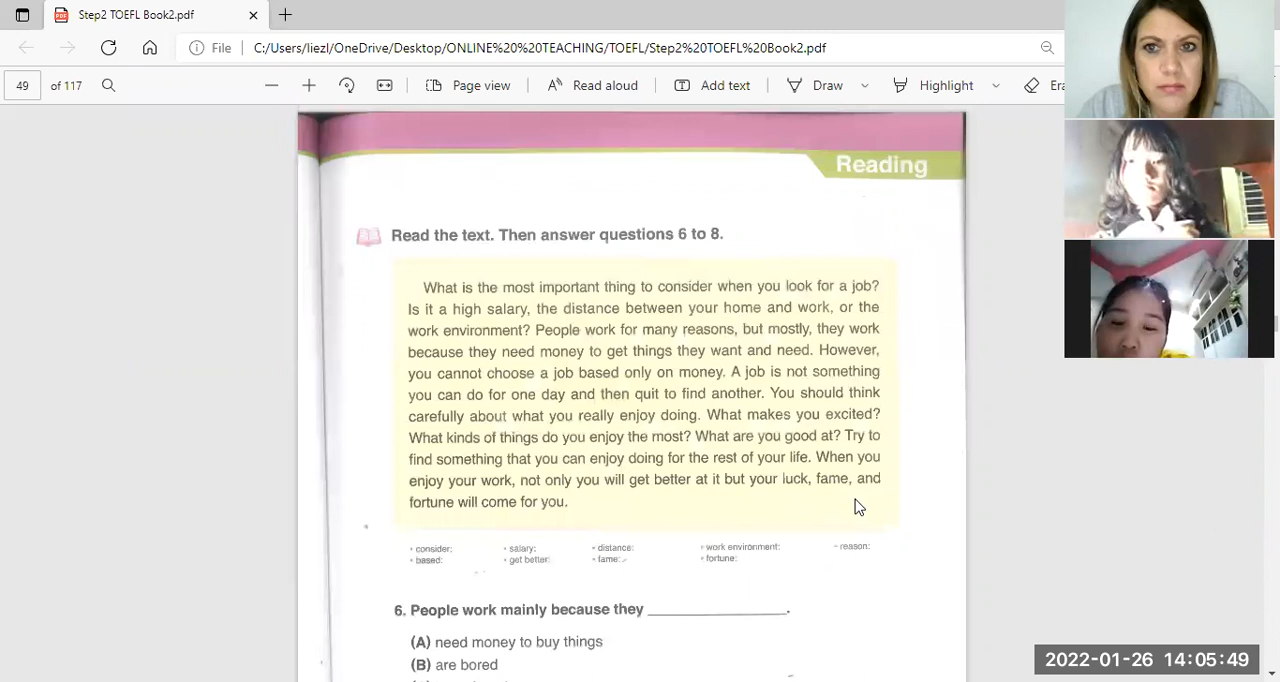 Step2 TOEFL Book2.pdf
File
C:/Users/liezl/OneDrive/Desktop/ONLINE%20%20TEACHING/TOEFL/Step2%20TOEFL%20Book2.pdf
49 of 117
Page view
Read aloud
Add text
Draw
Highlight
Reading
Read the text. Then answer questions 6 to 8.
What is the most important thing to consider when you look for a job?
Is it a high salary, the distance between your home and work, or the
work environment? People work for many reasons, but mostly, they work
because they need money to get things they want and need. However,
you cannot choose a job based only on money. A job is not something
you can do for one day and then quit to find another. You should think
carefully about what you really enjoy doing. What makes you excited?
What kinds of things do you enjoy the most? What are you good at? Try to
find something that you can enjoy doing for the rest of your life. When you
enjoy your work, not only you will get better at it but your luck, fame, and
fortune will come for you.
• consider: • salary: • distance: • work environment: • reason:
• based: • get better: • fame: • fortune:
6. People work mainly because they _______________.
(A) need money to buy things
(B) are bored
2022-01-26 14:05:49